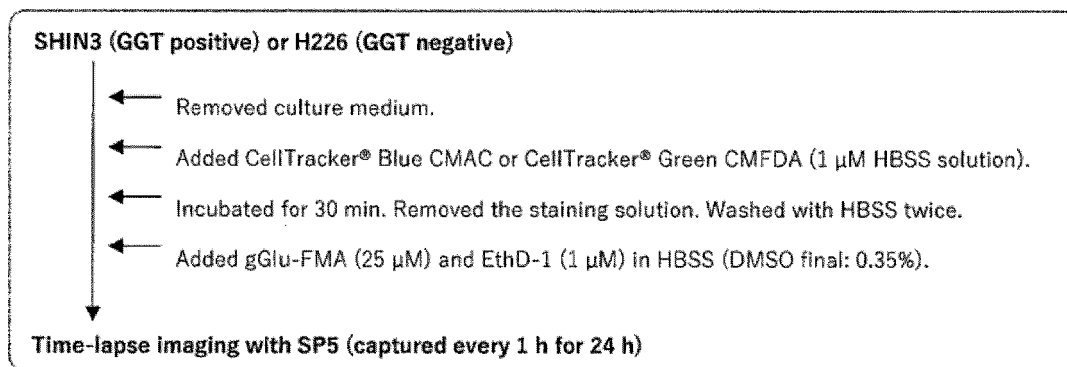 SHIN3 (GGT positive) or H226 (GGT negative)
Removed culture medium.
Added CellTracker® Blue CMAC or CellTracker® Green CMFDA (1 μM HBSS solution).
Incubated for 30 min. Removed the staining solution. Washed with HBSS twice.
Added gGlu-FMA (25 μM) and EthD-1 (1 μM) in HBSS (DMSO final: 0.35%).
Time-lapse imaging with SP5 (captured every 1 h for 24 h)